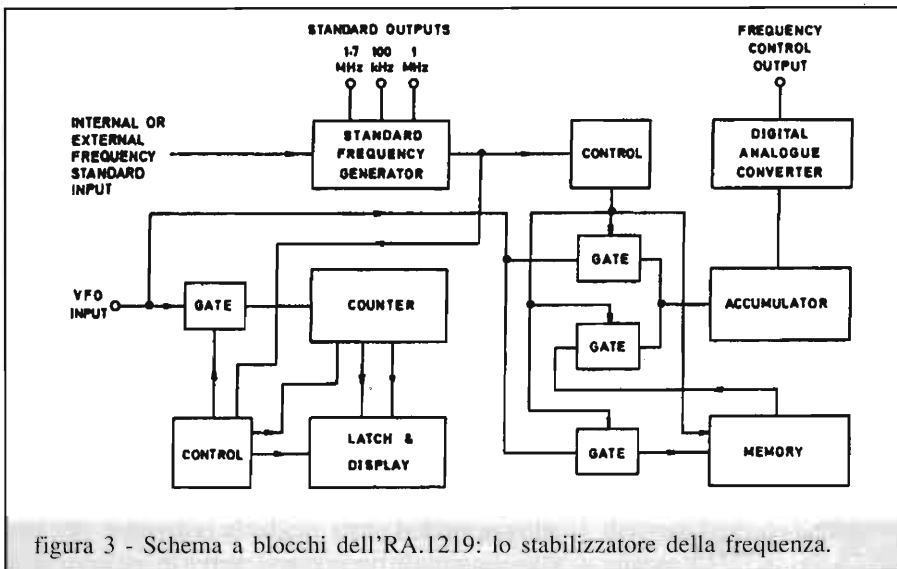 STANDARD OUTPUTS
1·7 MHz
100 kHz
1 MHz
FREQUENCY
CONTROL
OUTPUT
INTERNAL OR
EXTERNAL
FREQUENCY
STANDARD
INPUT
STANDARD
FREQUENCY
GENERATOR
CONTROL
DIGITAL
ANALOGUE
CONVERTER
GATE
VFO
INPUT
GATE
COUNTER
ACCUMULATOR
GATE
CONTROL
LATCH &
DISPLAY
GATE
MEMORY
figura 3 - Schema a blocchi dell'RA.1219: lo stabilizzatore della frequenza.